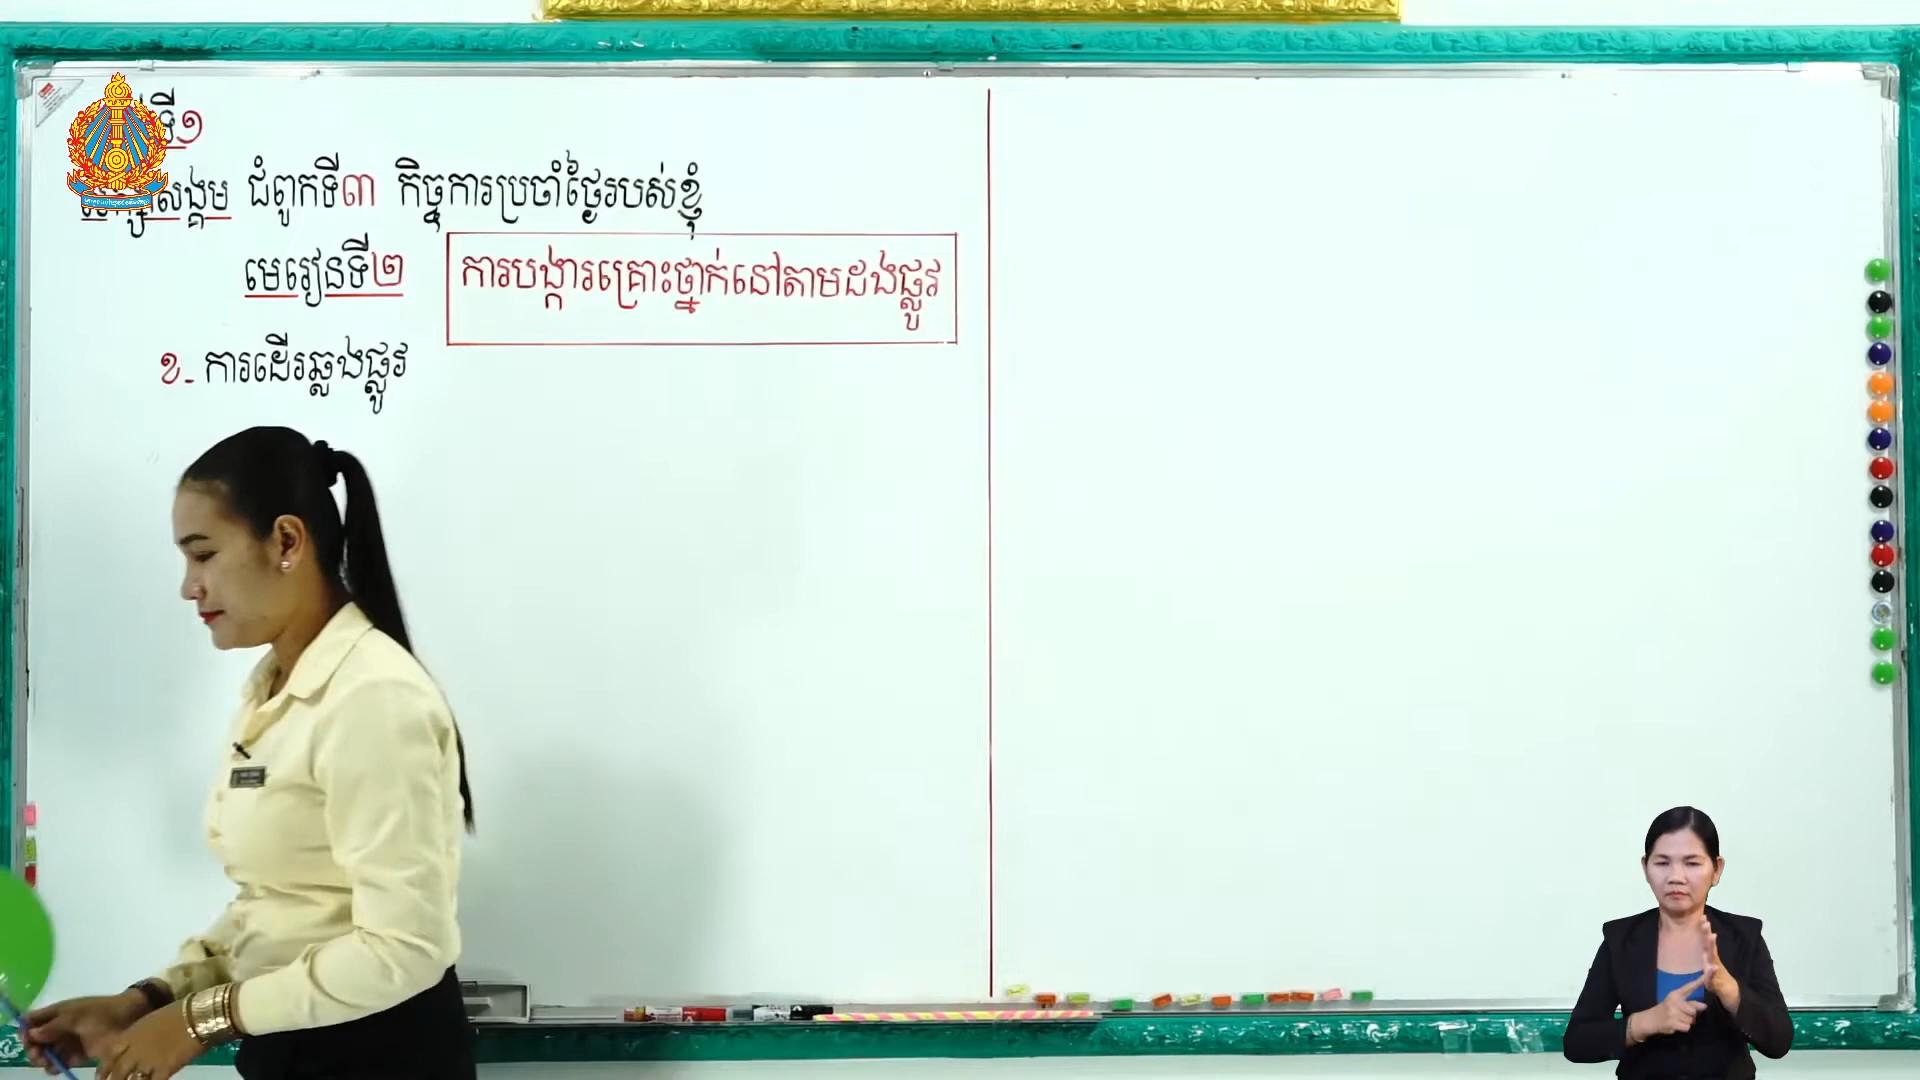 ទី១
សង្គម ជំពូកទី៣ កិច្ចការប្រចាំថ្ងៃរបស់ខ្ញុំ
មេរៀនទី២ ការបង្ការគ្រោះថ្នាក់នៅតាមដងផ្លូវ
ខ- ការដើរឆ្លងផ្លូវ